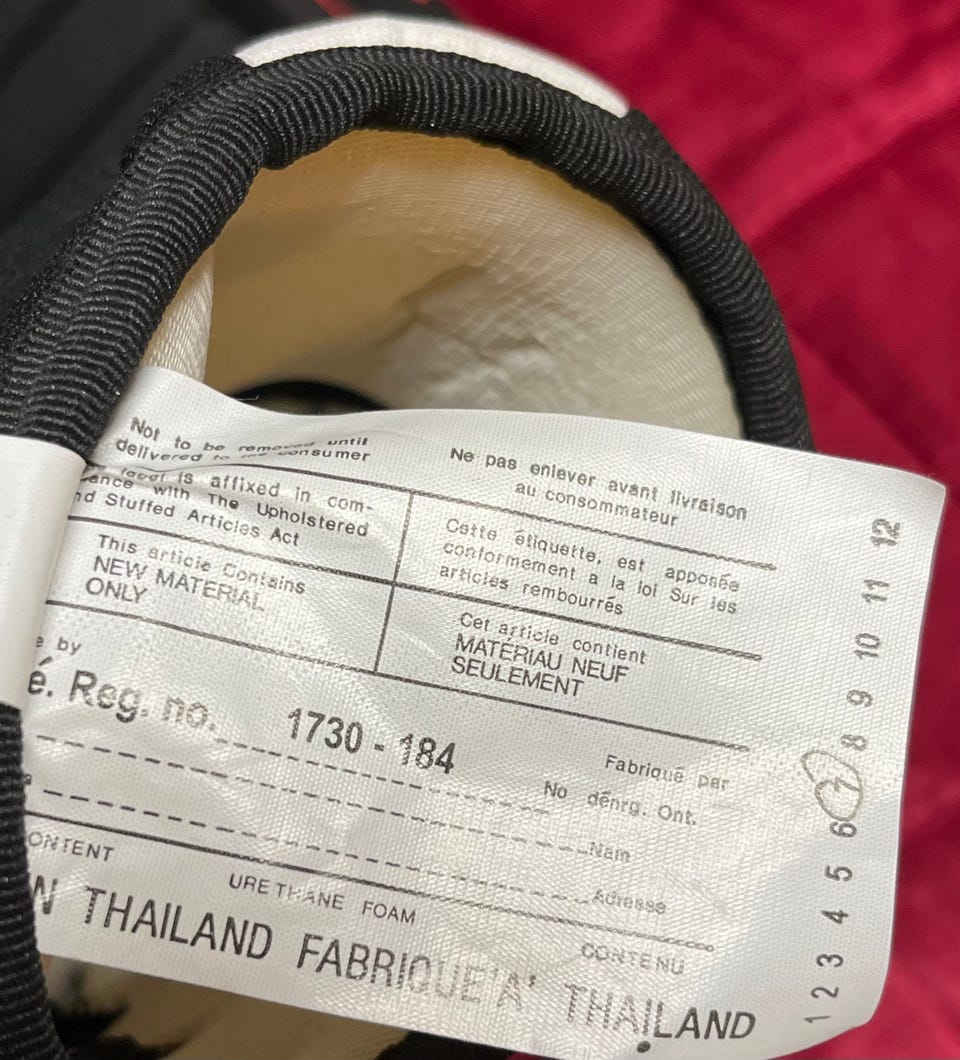 Not to be removed until
delivered to the consumer
label is affixed in com-
ance with The Upholstered
nd Stuffed Articles Act
This article Contains
NEW MATERIAL
ONLY
Ne pas enlever avant livraison
au consommateur
Cette étiquette, est apposée
conformement a la loi Sur les
articles rembourrés
Cet article contient
MATÉRIAU NEUF
SEULEMENT
e by
é. Reg. no. 1730 - 184
Fabriqué par
No dénrg. Ont.
Nam
Adresse
ONTENT
URETHANE FOAM
CONTENU
N THAILAND FABRIQUE'A' THAILAND
1 2 3 4 5 6 7 8 9 10 11 12